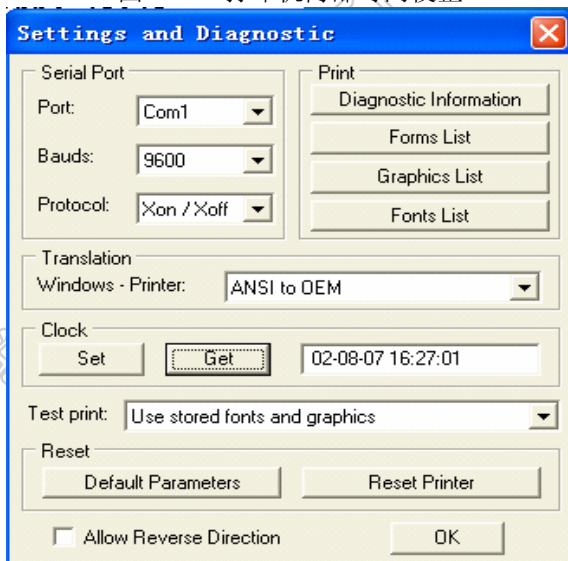 Settings and Diagnostic
Serial Port
Port: Com1
Bauds: 9600
Protocol: Xon / Xoff
Print
Diagnostic Information
Forms List
Graphics List
Fonts List
Translation
Windows - Printer: ANSI to OEM
Clock
Set Get 02-08-07 16:27:01
Test print: Use stored fonts and graphics
Reset
Default Parameters Reset Printer
Allow Reverse Direction OK